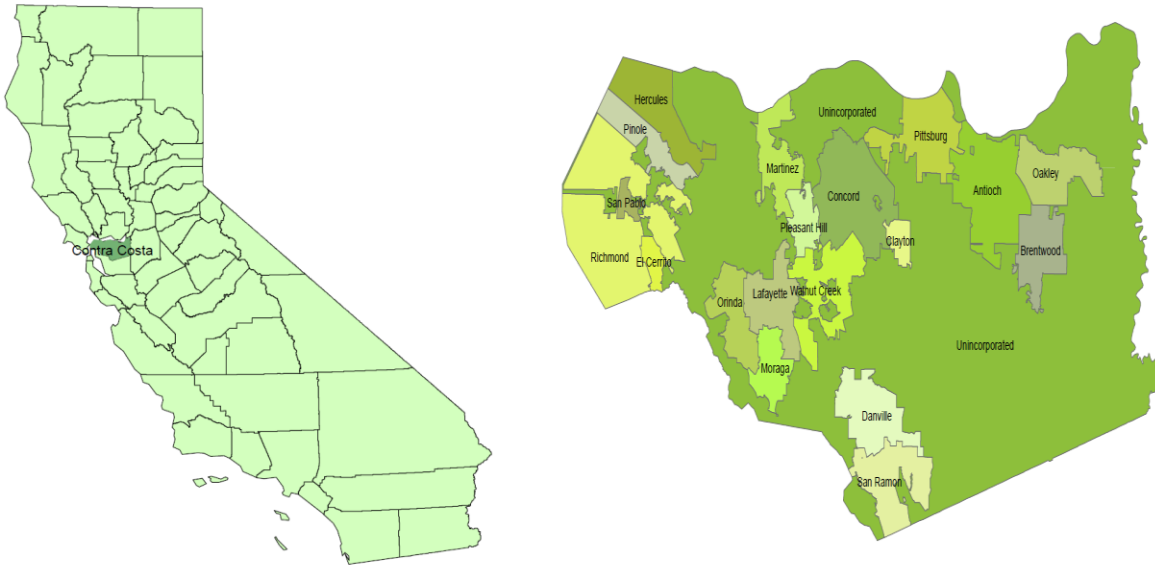 Contra Costa
Hercules
Pinole
San Pablo
Richmond
El Cerrito
Martinez
Unincorporated
Pittsburg
Concord
Pleasant Hill
Clayton
Antioch
Oakley
Brentwood
Orinda
Lafayette
Walnut Creek
Moraga
Unincorporated
Danville
San Ramon